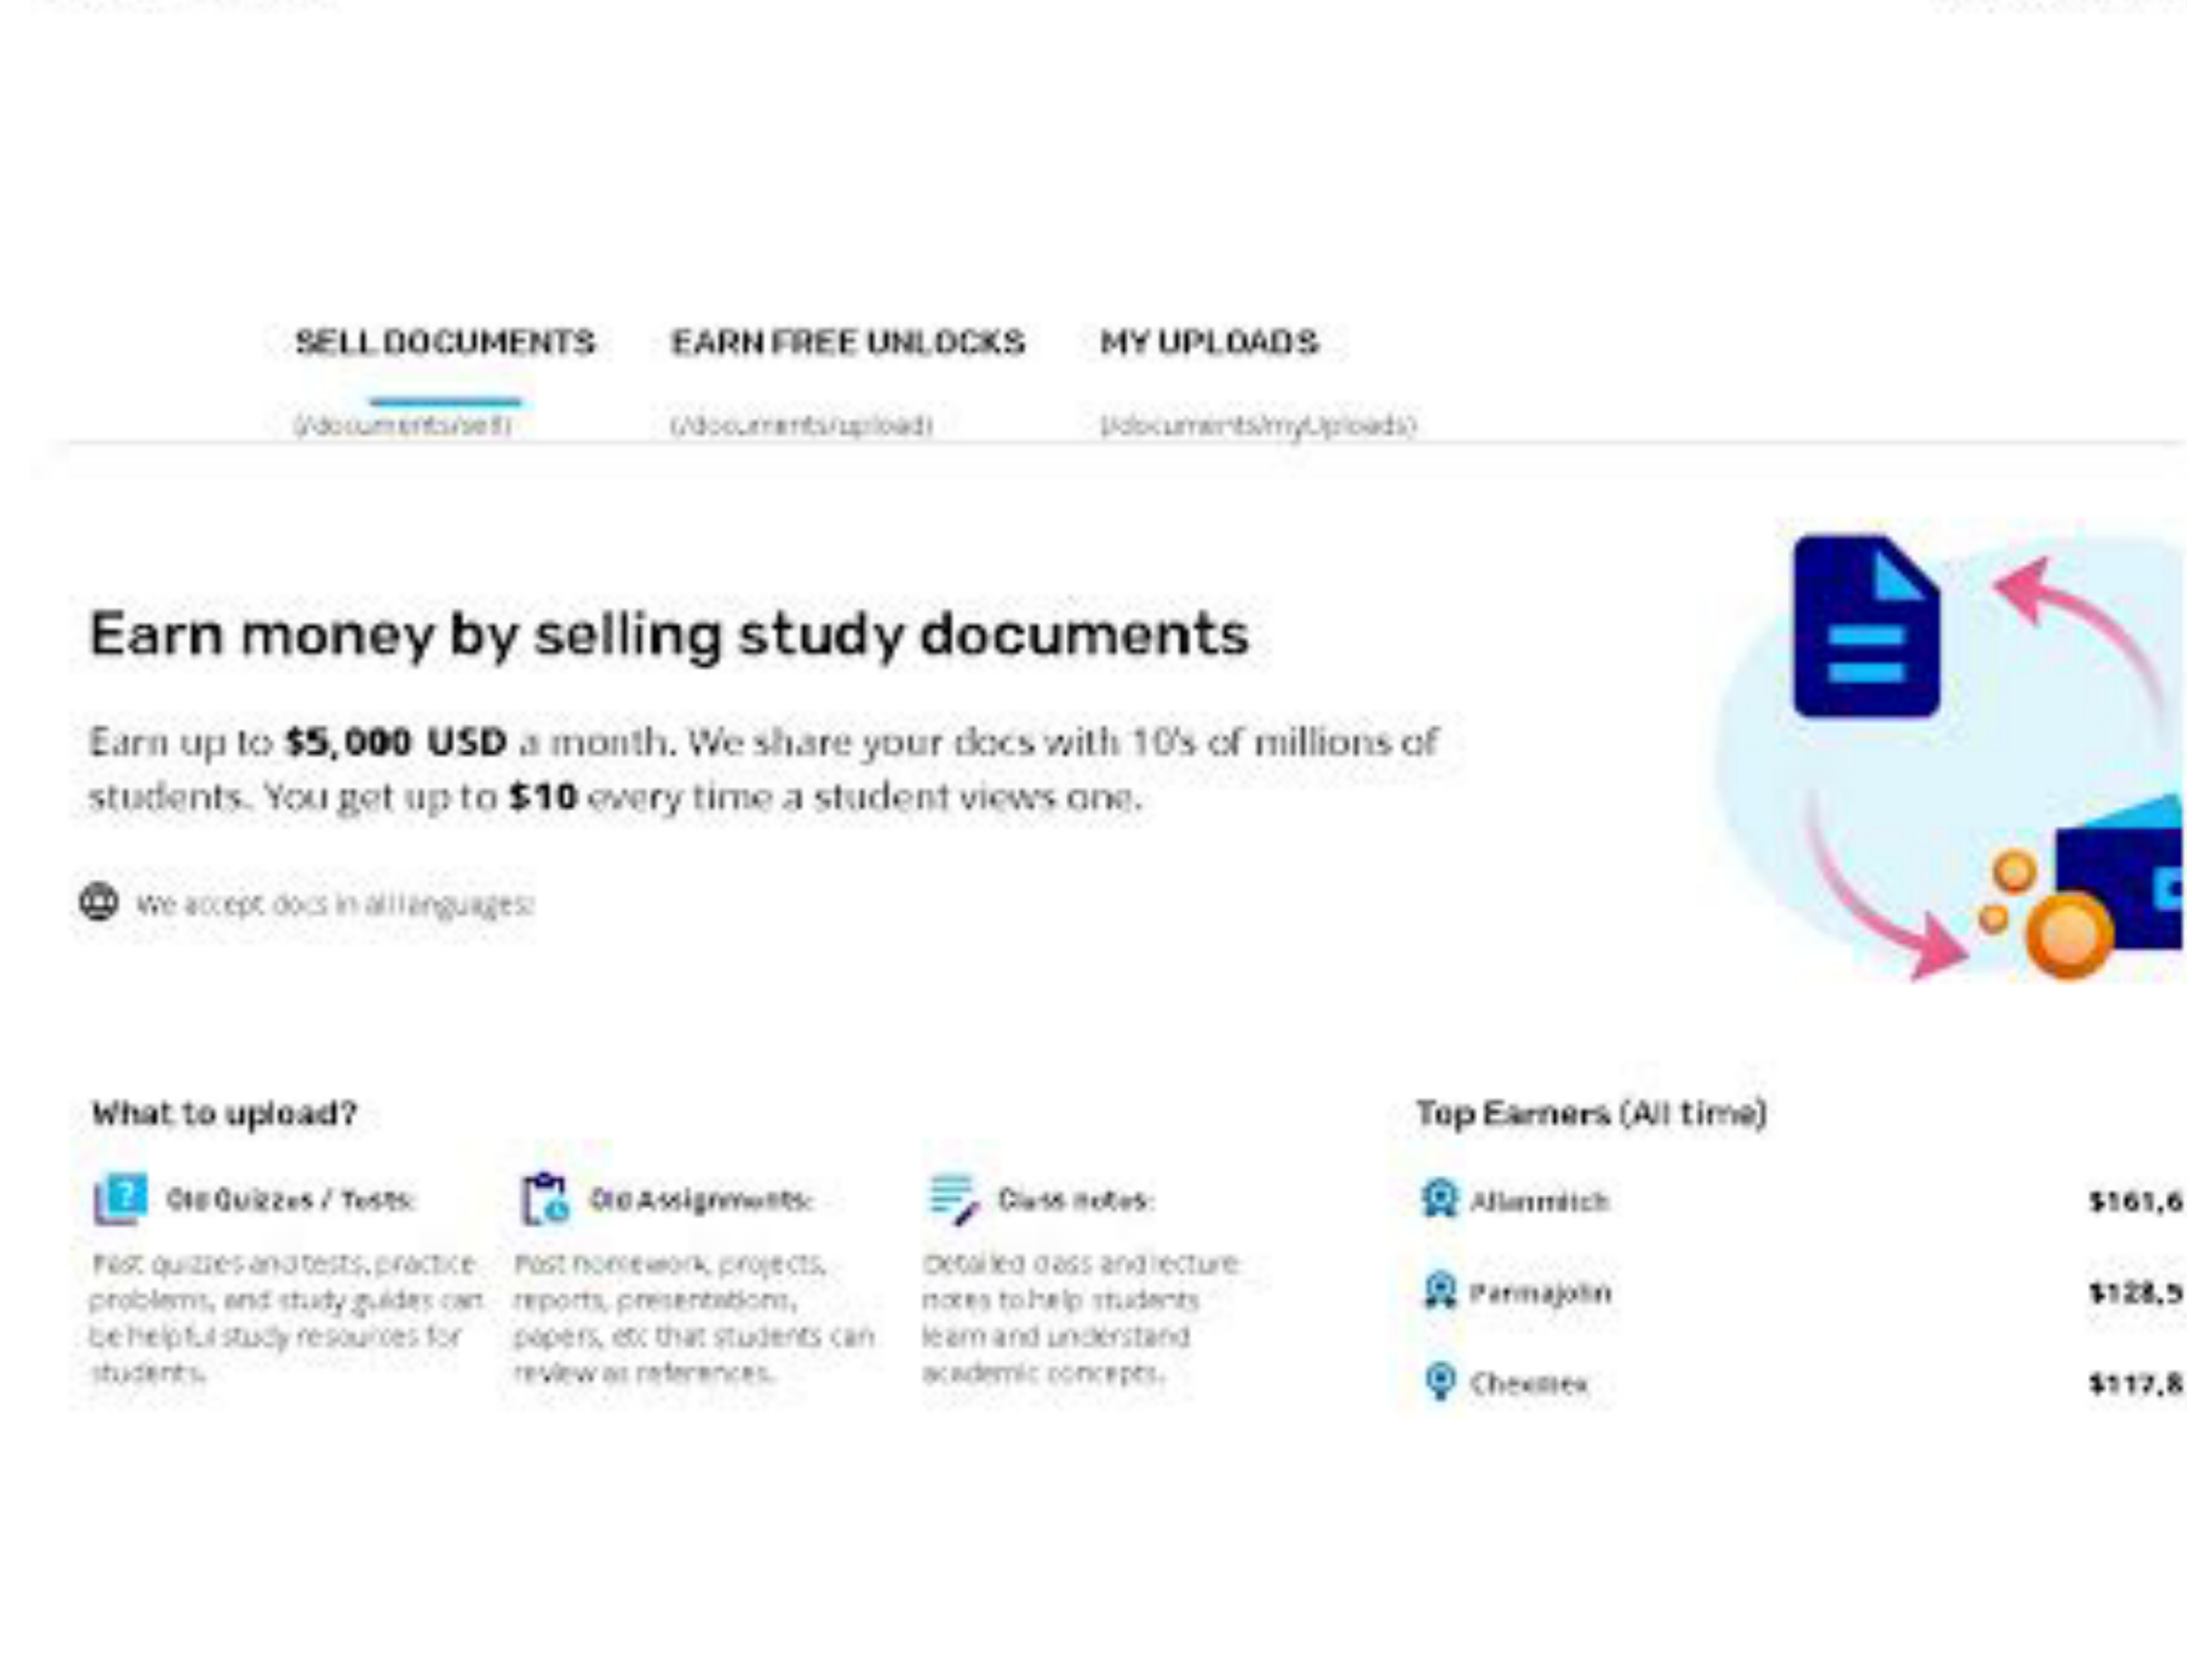 SELL DOCUMENTS
EARN FREE UNLOCKS
MY UPLOADS
(/documents/sell)
(/documents/upload)
(/documents/myUploads)
Earn money by selling study documents
Earn up to $5,000 USD a month. We share your docs with 10's of millions of
students. You get up to $10 every time a student views one.
We accept docs in all languages:
What to upload?
Old Quizzes / Tests:
Past quizzes and tests, practice
problems, and study guides can
be helpful study resources for
students.
Old Assignments:
Past homework, projects,
reports, presentations,
papers, etc that students can
review as references.
Class notes:
Detailed class and lecture
notes to help students
learn and understand
academic concepts.
Top Earners (All time)
Allanmitch
$161,6
Parmajohn
$128,5
$117,8